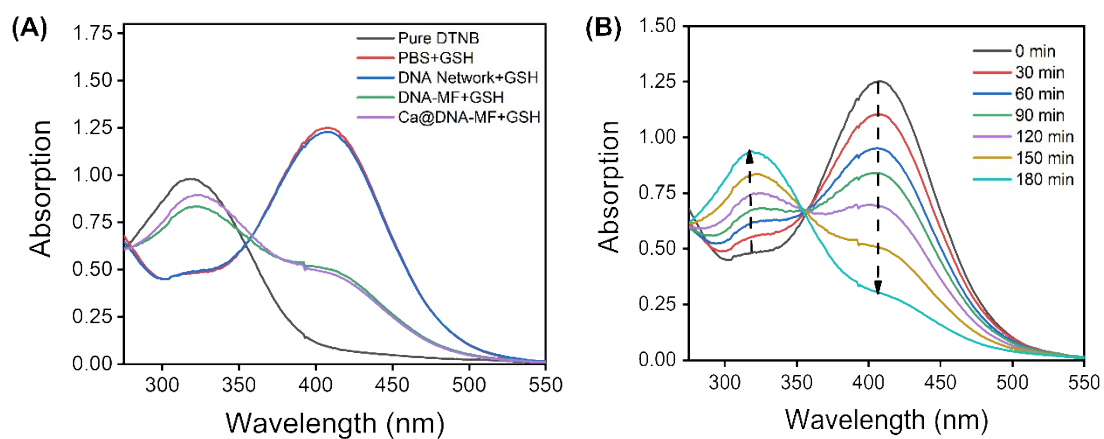 (A)
Absorption
1.75
1.50
1.25
1.00
0.75
0.50
0.25
0.00
Pure DTNB
PBS+GSH
DNA Network+GSH
DNA-MF+GSH
Ca@DNA-MF+GSH
300 350 400 450 500 550
Wavelength (nm)
(B)
Absorption
1.50
1.25
1.00
0.75
0.50
0.25
0.00
0 min
30 min
60 min
90 min
120 min
150 min
180 min
300 350 400 450 500 550
Wavelength (nm)